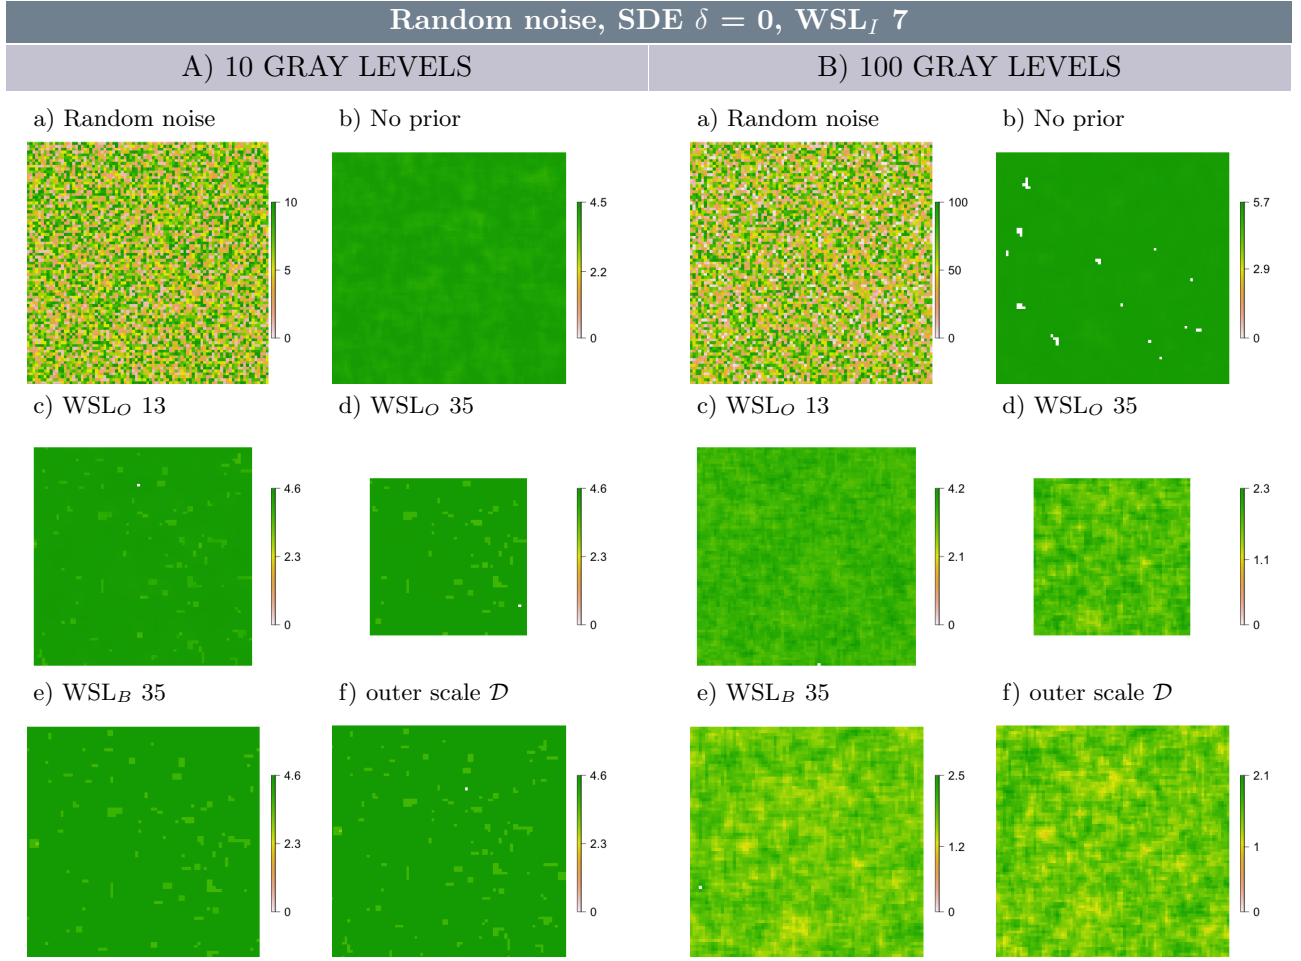 Random noise, SDE δ = 0, WSL_I 7
A) 10 GRAY LEVELS
B) 100 GRAY LEVELS
a) Random noise
b) No prior
a) Random noise
b) No prior
10
5
0
4.5
2.2
0
100
50
0
5.7
2.9
0
c) WSL_O 13
d) WSL_O 35
c) WSL_O 13
d) WSL_O 35
4.6
2.3
0
4.6
2.3
0
4.2
2.1
0
2.3
1.1
0
e) WSL_B 35
f) outer scale 𝒟
e) WSL_B 35
f) outer scale 𝒟
4.6
2.3
0
4.6
2.3
0
2.5
1.2
0
2.1
1
0